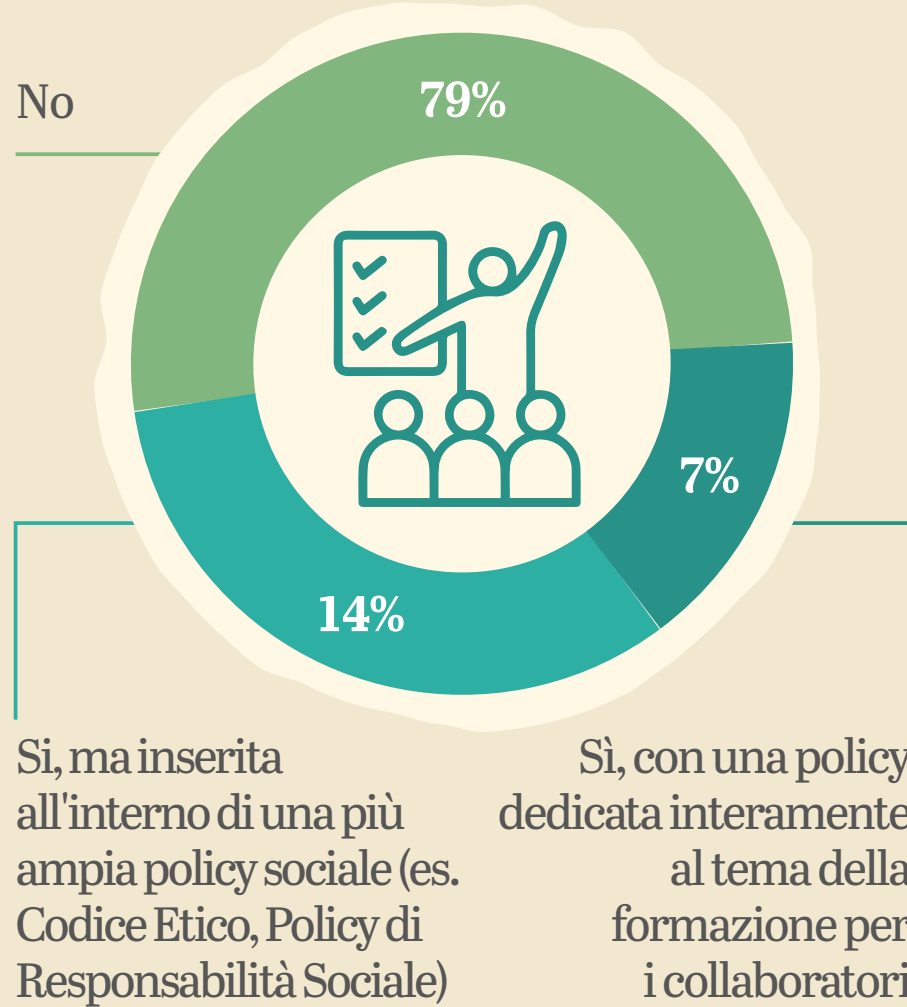 No
79%
7%
14%
Si, ma inserita
all'interno di una più
ampia policy sociale (es.
Codice Etico, Policy di
Responsabilità Sociale)
Sì, con una policy
dedicata interamente
al tema della
formazione per
i collaboratori